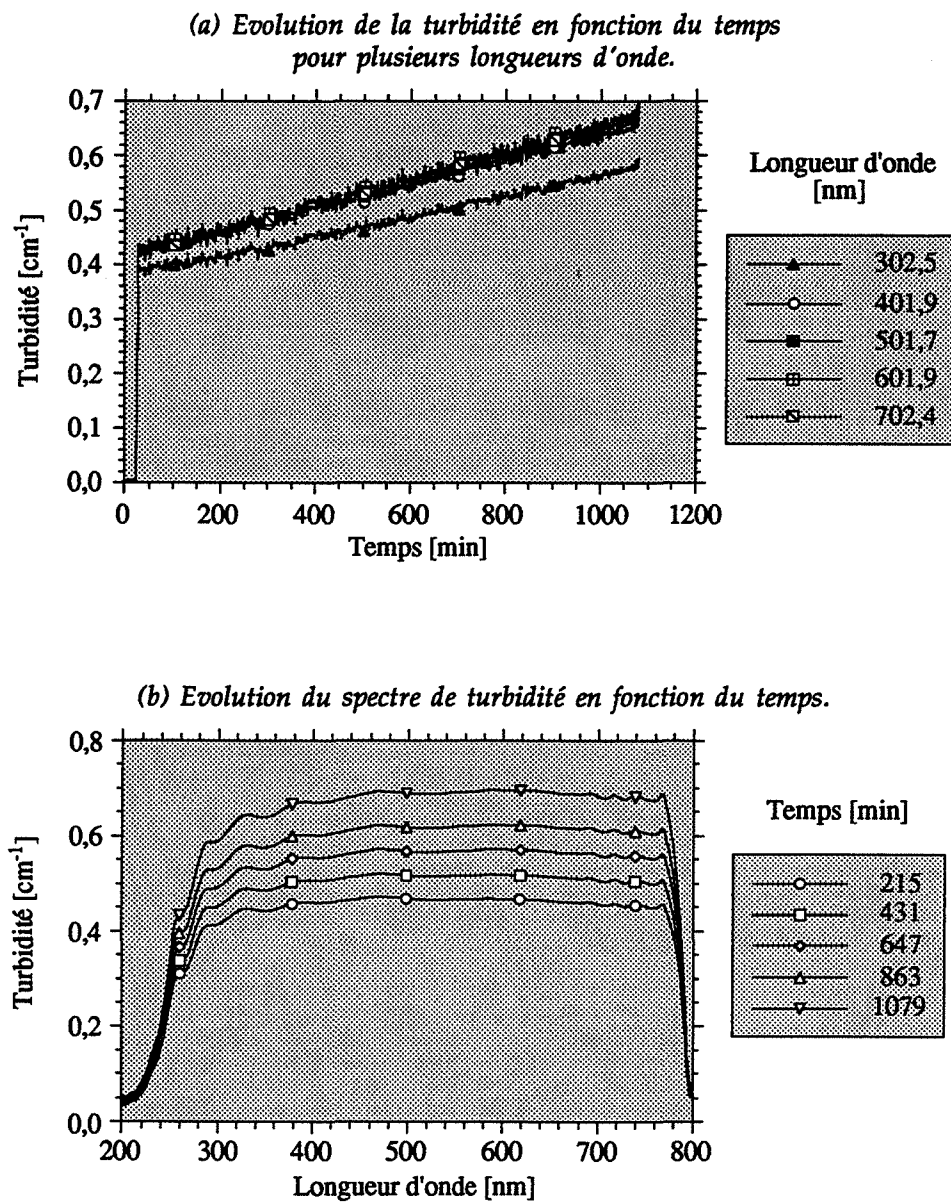 (a) Evolution de la turbidité en fonction du temps
pour plusieurs longueurs d'onde.
0,7
0,6
0,5
0,4
0,3
0,2
0,1
0,0
Turbidité [cm-1]
0 200 400 600 800 1000 1200
Temps [min]
Longueur d'onde
[nm]
302,5
401,9
501,7
601,9
702,4
(b) Evolution du spectre de turbidité en fonction du temps.
0,8
0,6
0,4
0,2
0,0
Turbidité [cm-1]
200 300 400 500 600 700 800
Longueur d'onde [nm]
Temps [min]
215
431
647
863
1079